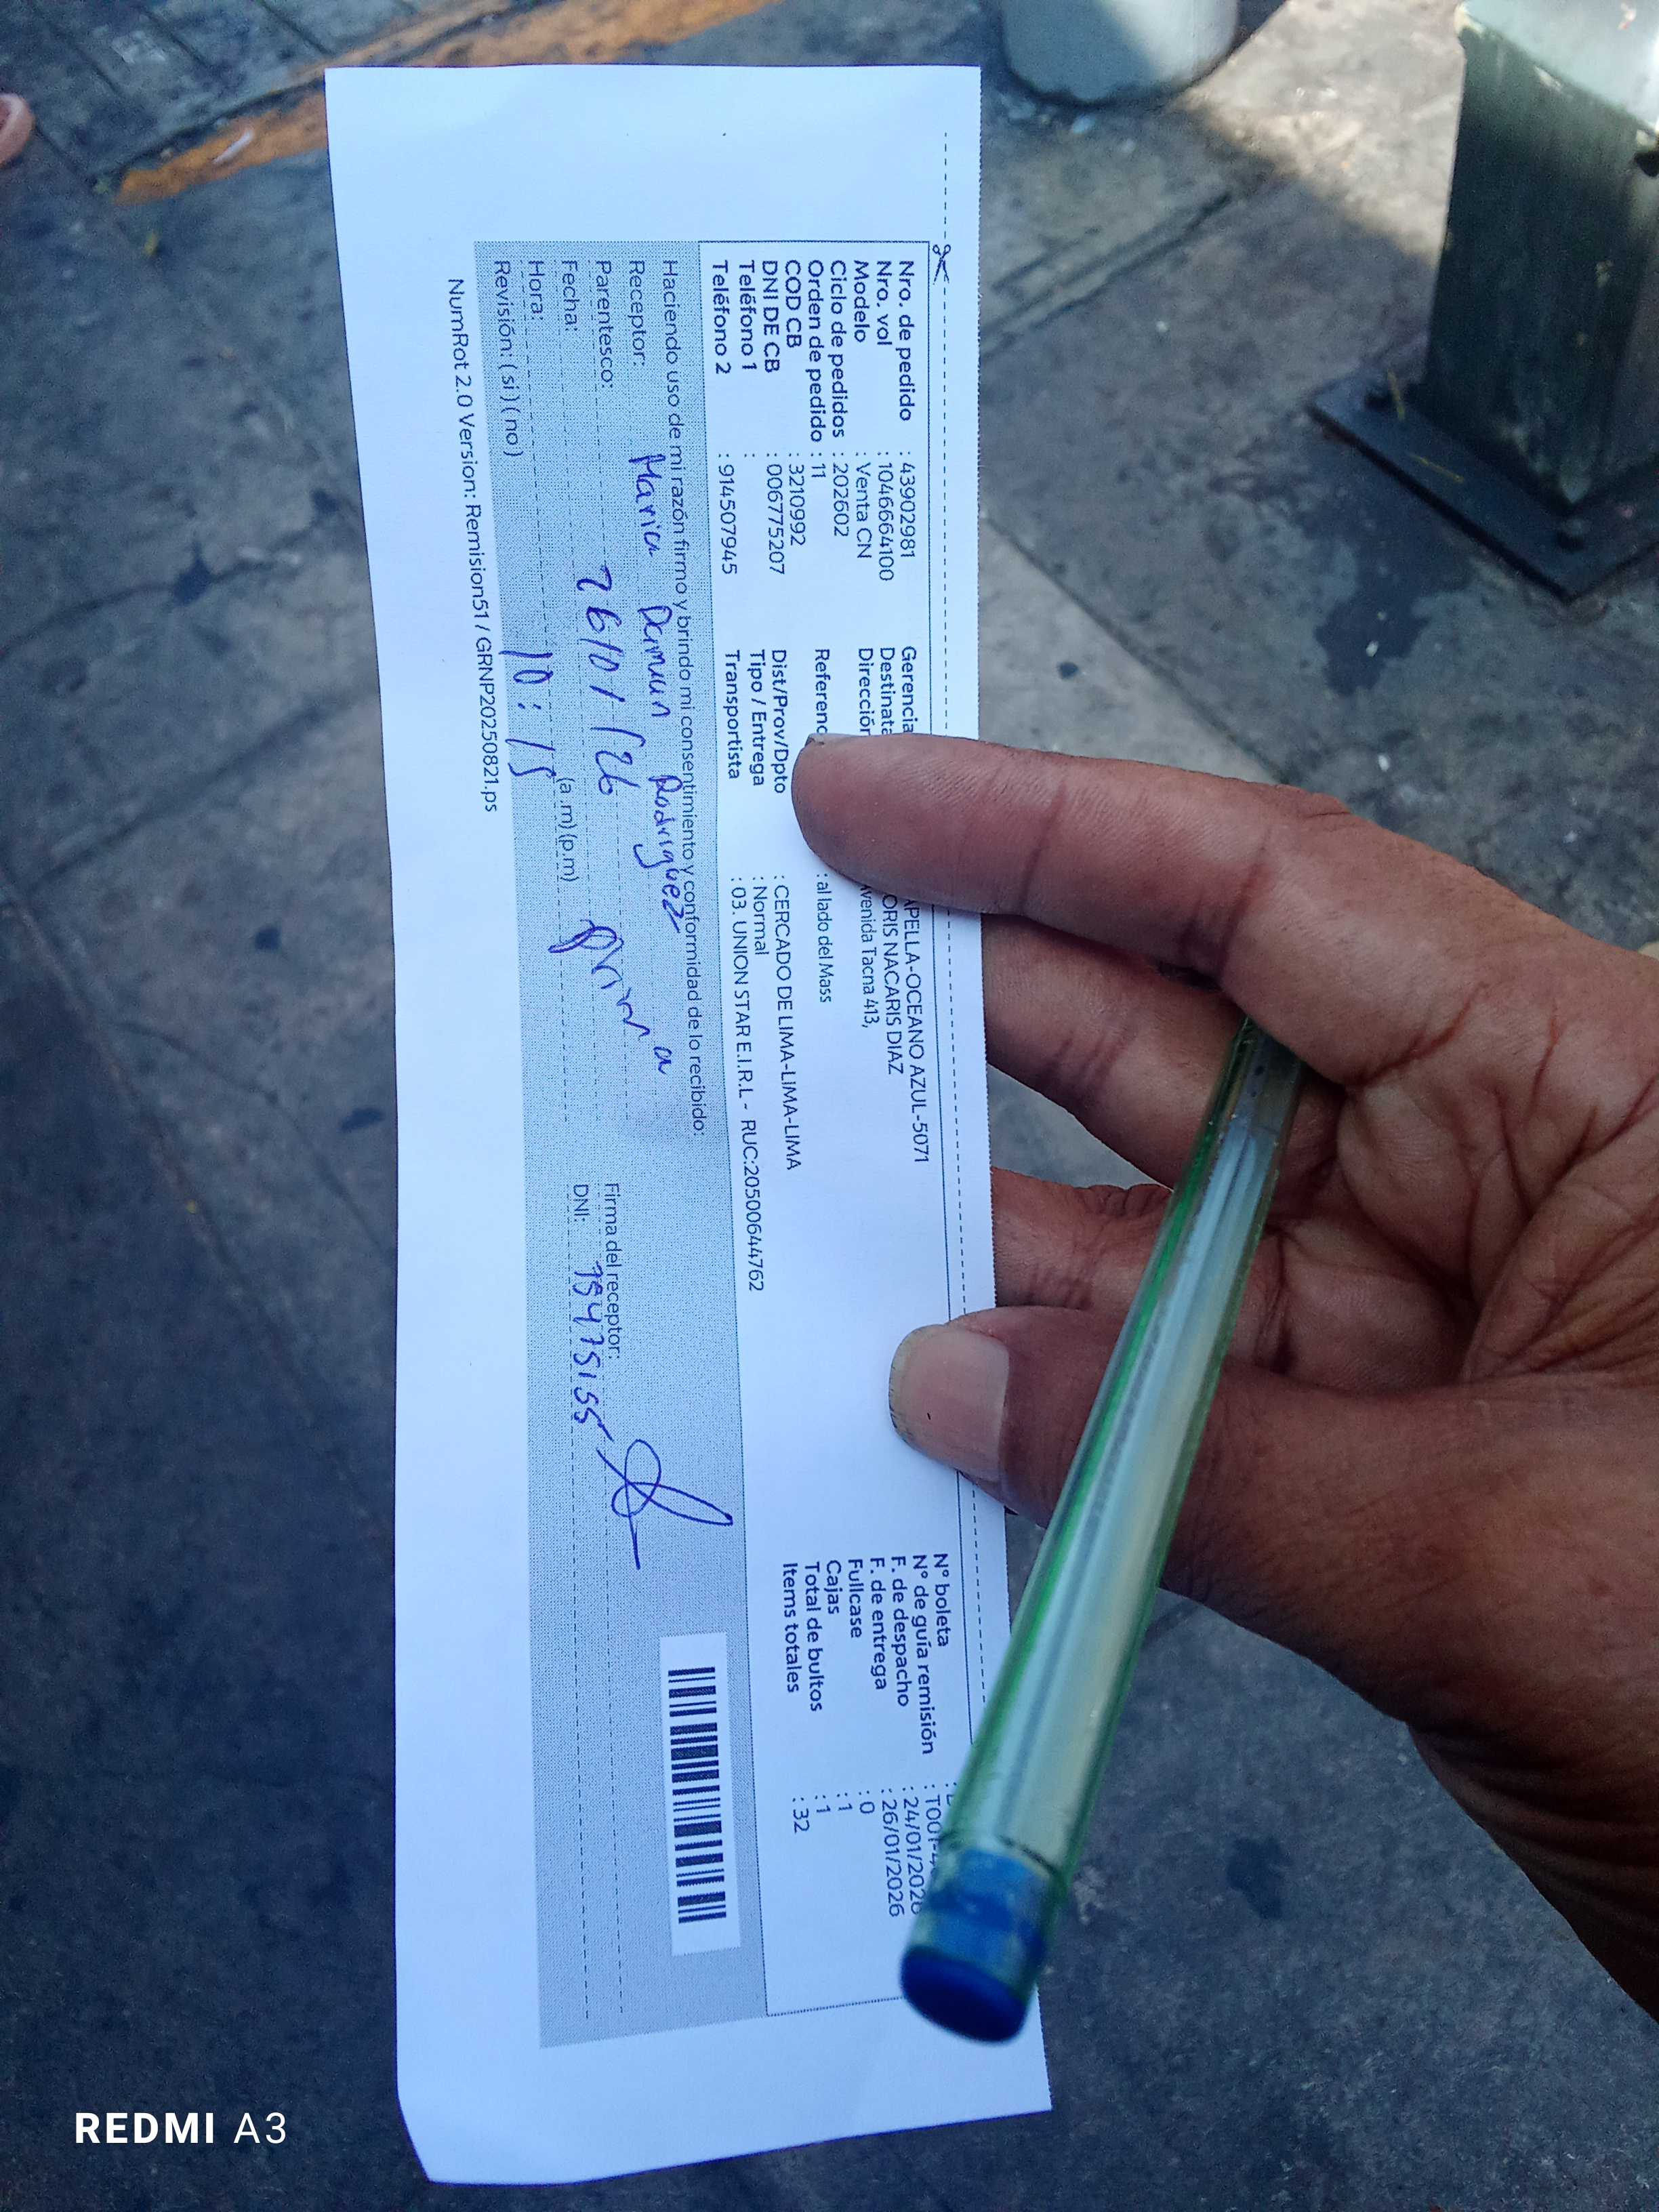 Nro. de pedido : 43902981
Nro. vol : 1046664100
Modelo : Venta CN
Ciclo de pedidos : 202602
Orden de pedido : 11
COD CB : 3210992
DNI DE CB : 006775207
Teléfono 1 :
Teléfono 2 : 914507945
Gerencia APELLA-OCEANO AZUL-5071
Destinata ORIS NACARIS DIAZ
Dirección Avenida Tacna 413,
Referenc : al lado del Mass
Dist/Prov/Dpto : CERCADO DE LIMA-LIMA-LIMA
Tipo / Entrega : Normal
Transportista : 03. UNION STAR E.I.R.L - RUC:20500644762
N° boleta :
N° de guía remisión : T001-4
F. de despacho : 24/01/2026
F. de entrega : 26/01/2026
Fullcase : 0
Cajas : 1
Total de bultos : 1
Items totales : 32
Haciendo uso de mi razón firmo y brindo mi consentimiento y conformidad de lo recibido:
Receptor: Maria Rodriguez
Parentesco: prima
Fecha: 26/01/26
Hora: 10:15 (a.m) (p.m)
Revisión: ( si ) ( no )
Firma del receptor:
DNI: 75475155
NumRot 2.0 Version: Remision51 / GRNP20250821.ps
REDMI A3